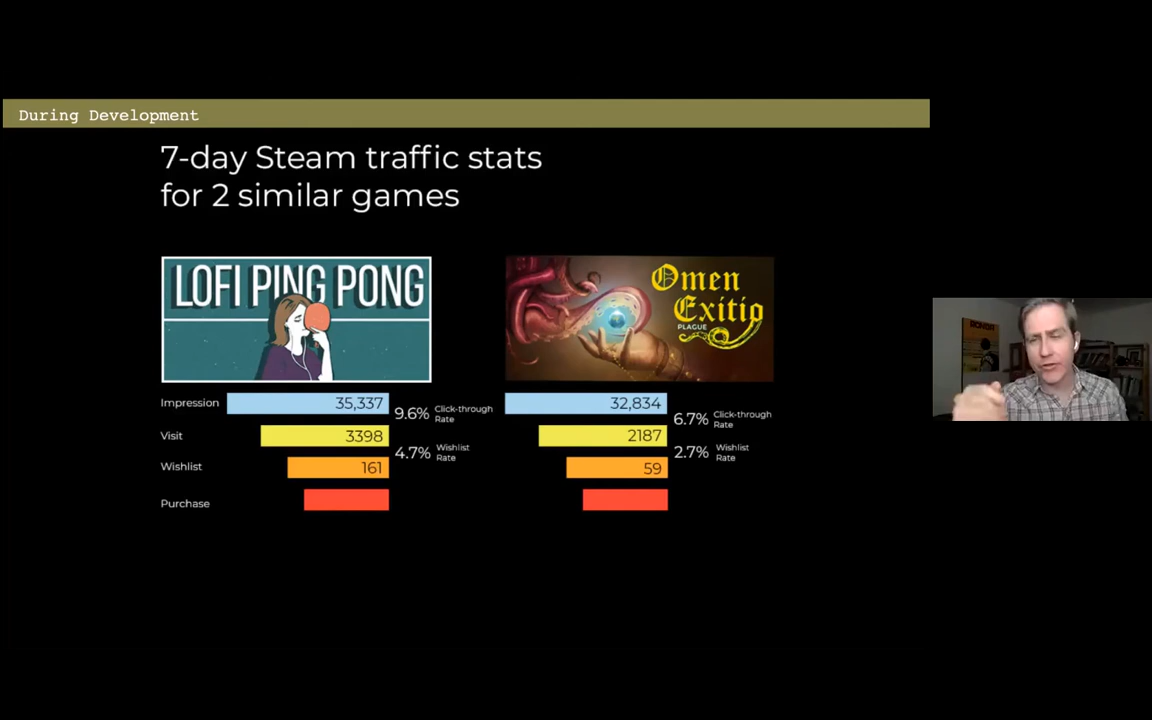 During Development
7-day Steam traffic stats
for 2 similar games
LOFI PING PONG
Omen
Exitio
PLAGUE
Impression
35,337
9.6%
Click-through
Rate
32,834
6.7%
Click-through
Rate
Visit
3398
4.7%
Wishlist
Rate
2187
2.7%
Wishlist
Rate
Wishlist
161
59
Purchase